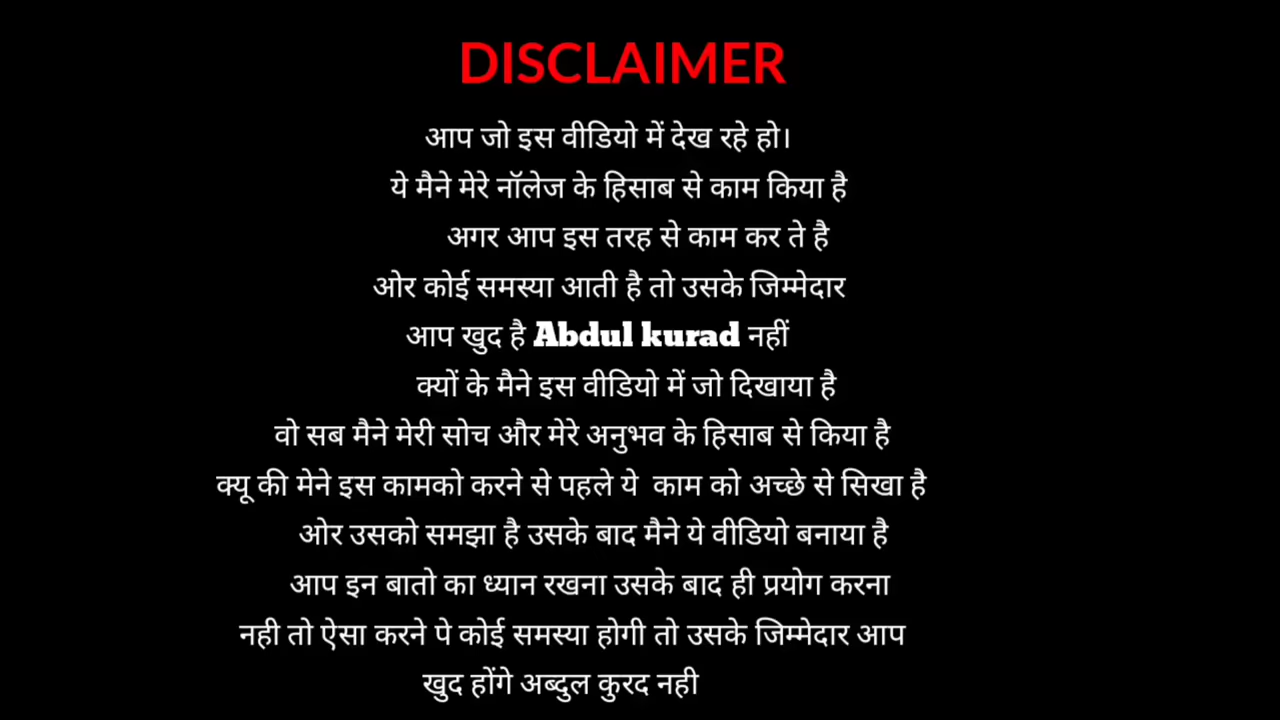 DISCLAIMER
आप जो इस वीडियो में देख रहे हो।
ये मैने मेरे नॉलेज के हिसाब से काम किया है
अगर आप इस तरह से काम कर ते है
ओर कोई समस्या आती है तो उसके जिम्मेदार
आप खुद है Abdul kurad नहीं
क्यों के मैने इस वीडियो में जो दिखाया है
वो सब मैने मेरी सोच और मेरे अनुभव के हिसाब से किया है
क्यू की मेने इस कामको करने से पहले ये काम को अच्छे से सिखा है
ओर उसको समझा है उसके बाद मैने ये वीडियो बनाया है
आप इन बातो का ध्यान रखना उसके बाद ही प्रयोग करना
नही तो ऐसा करने पे कोई समस्या होगी तो उसके जिम्मेदार आप
खुद होंगे अब्दुल कुरद नही